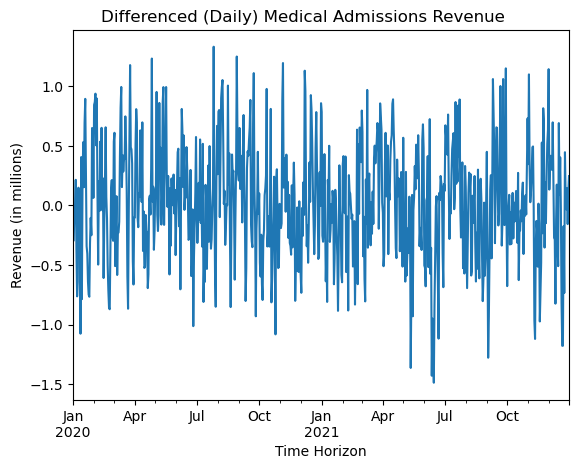 Differenced (Daily) Medical Admissions Revenue
Revenue (in millions)
1.0
0.5
0.0
−0.5
−1.0
−1.5
Jan Apr Jul Oct Jan Apr Jul Oct
2020 2021
Time Horizon